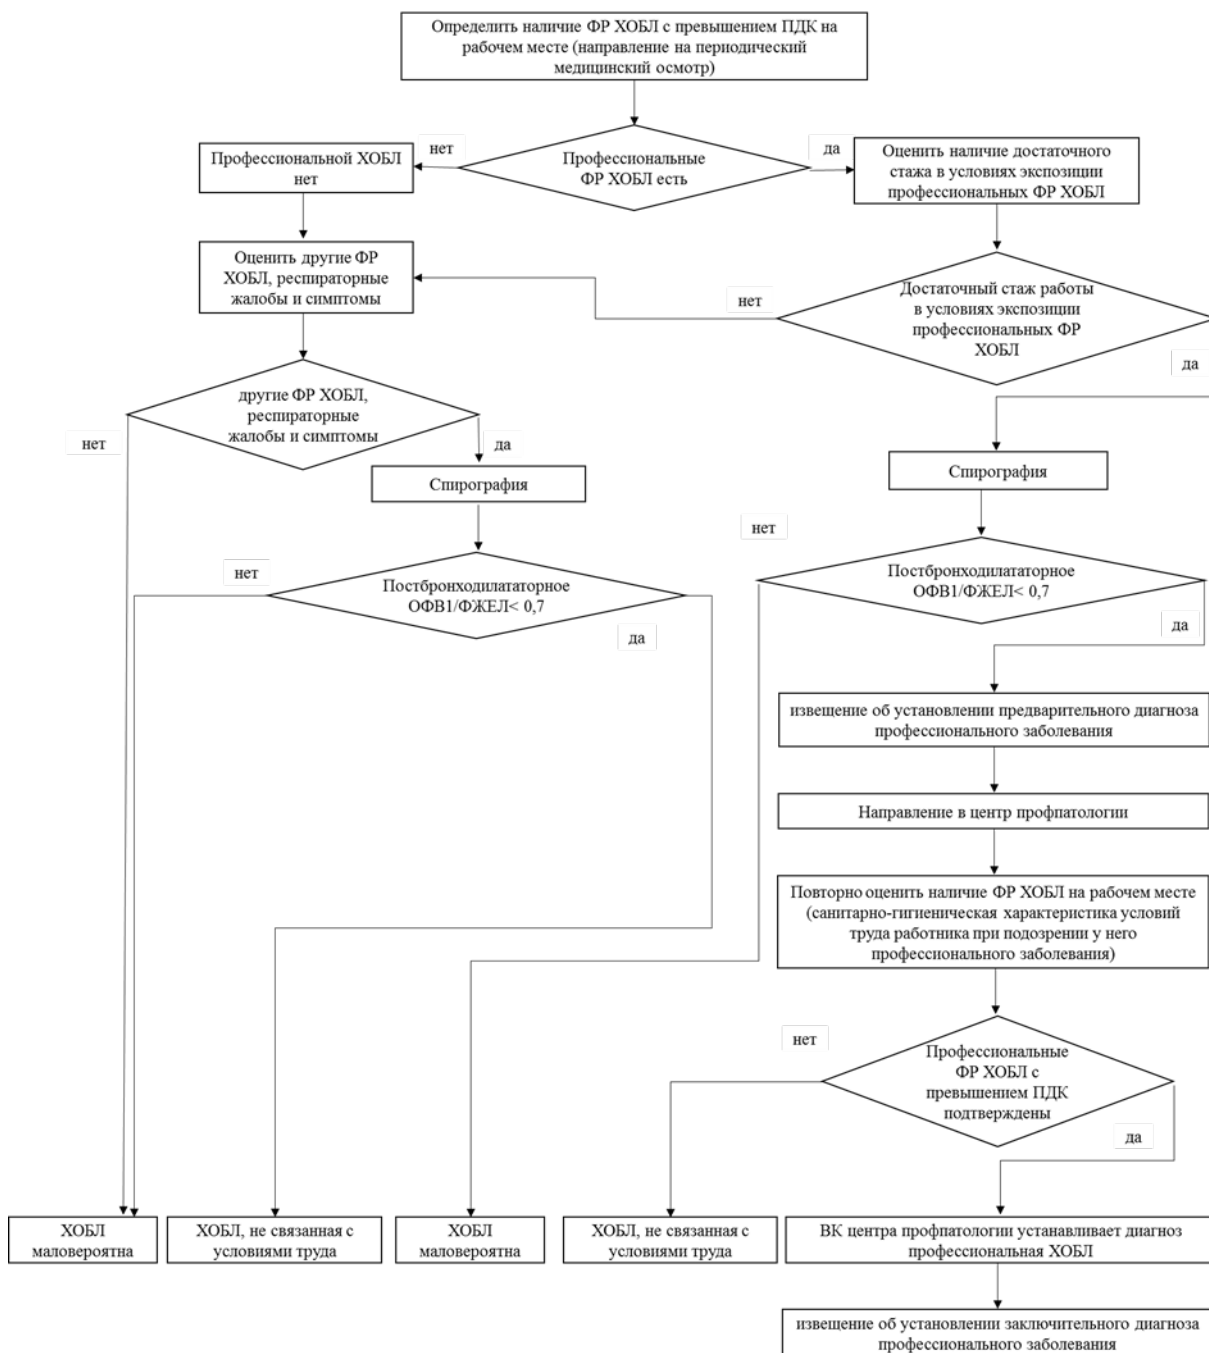 Определить наличие ФР ХОБЛ с превышением ПДК на
рабочем месте (направление на периодический
медицинский осмотр)
нет
Профессиональные
ФР ХОБЛ есть
да
Профессиональной ХОБЛ
нет
Оценить наличие достаточного
стажа в условиях экспозиции
профессиональных ФР ХОБЛ
Оценить другие ФР
ХОБЛ, респираторные
жалобы и симптомы
нет
Достаточный стаж работы
в условиях экспозиции
профессиональных ФР
ХОБЛ
да
другие ФР ХОБЛ,
респираторные
жалобы и симптомы
нет
да
Спирография
Спирография
нет
Постбронходилататорное
ОФВ1/ФЖЕЛ< 0,7
да
нет
Постбронходилататорное
ОФВ1/ФЖЕЛ< 0,7
да
извещение об установлении предварительного диагноза
профессионального заболевания
Направление в центр профпатологии
Повторно оценить наличие ФР ХОБЛ на рабочем месте
(санитарно-гигиеническая характеристика условий
труда работника при подозрении у него
профессионального заболевания)
нет
Профессиональные
ФР ХОБЛ с
превышением ПДК
подтверждены
да
ХОБЛ
маловероятна
ХОБЛ, не связанная с
условиями труда
ХОБЛ
маловероятна
ХОБЛ, не связанная с
условиями труда
ВК центра профпатологии устанавливает диагноз
профессиональная ХОБЛ
извещение об установлении заключительного диагноза
профессионального заболевания